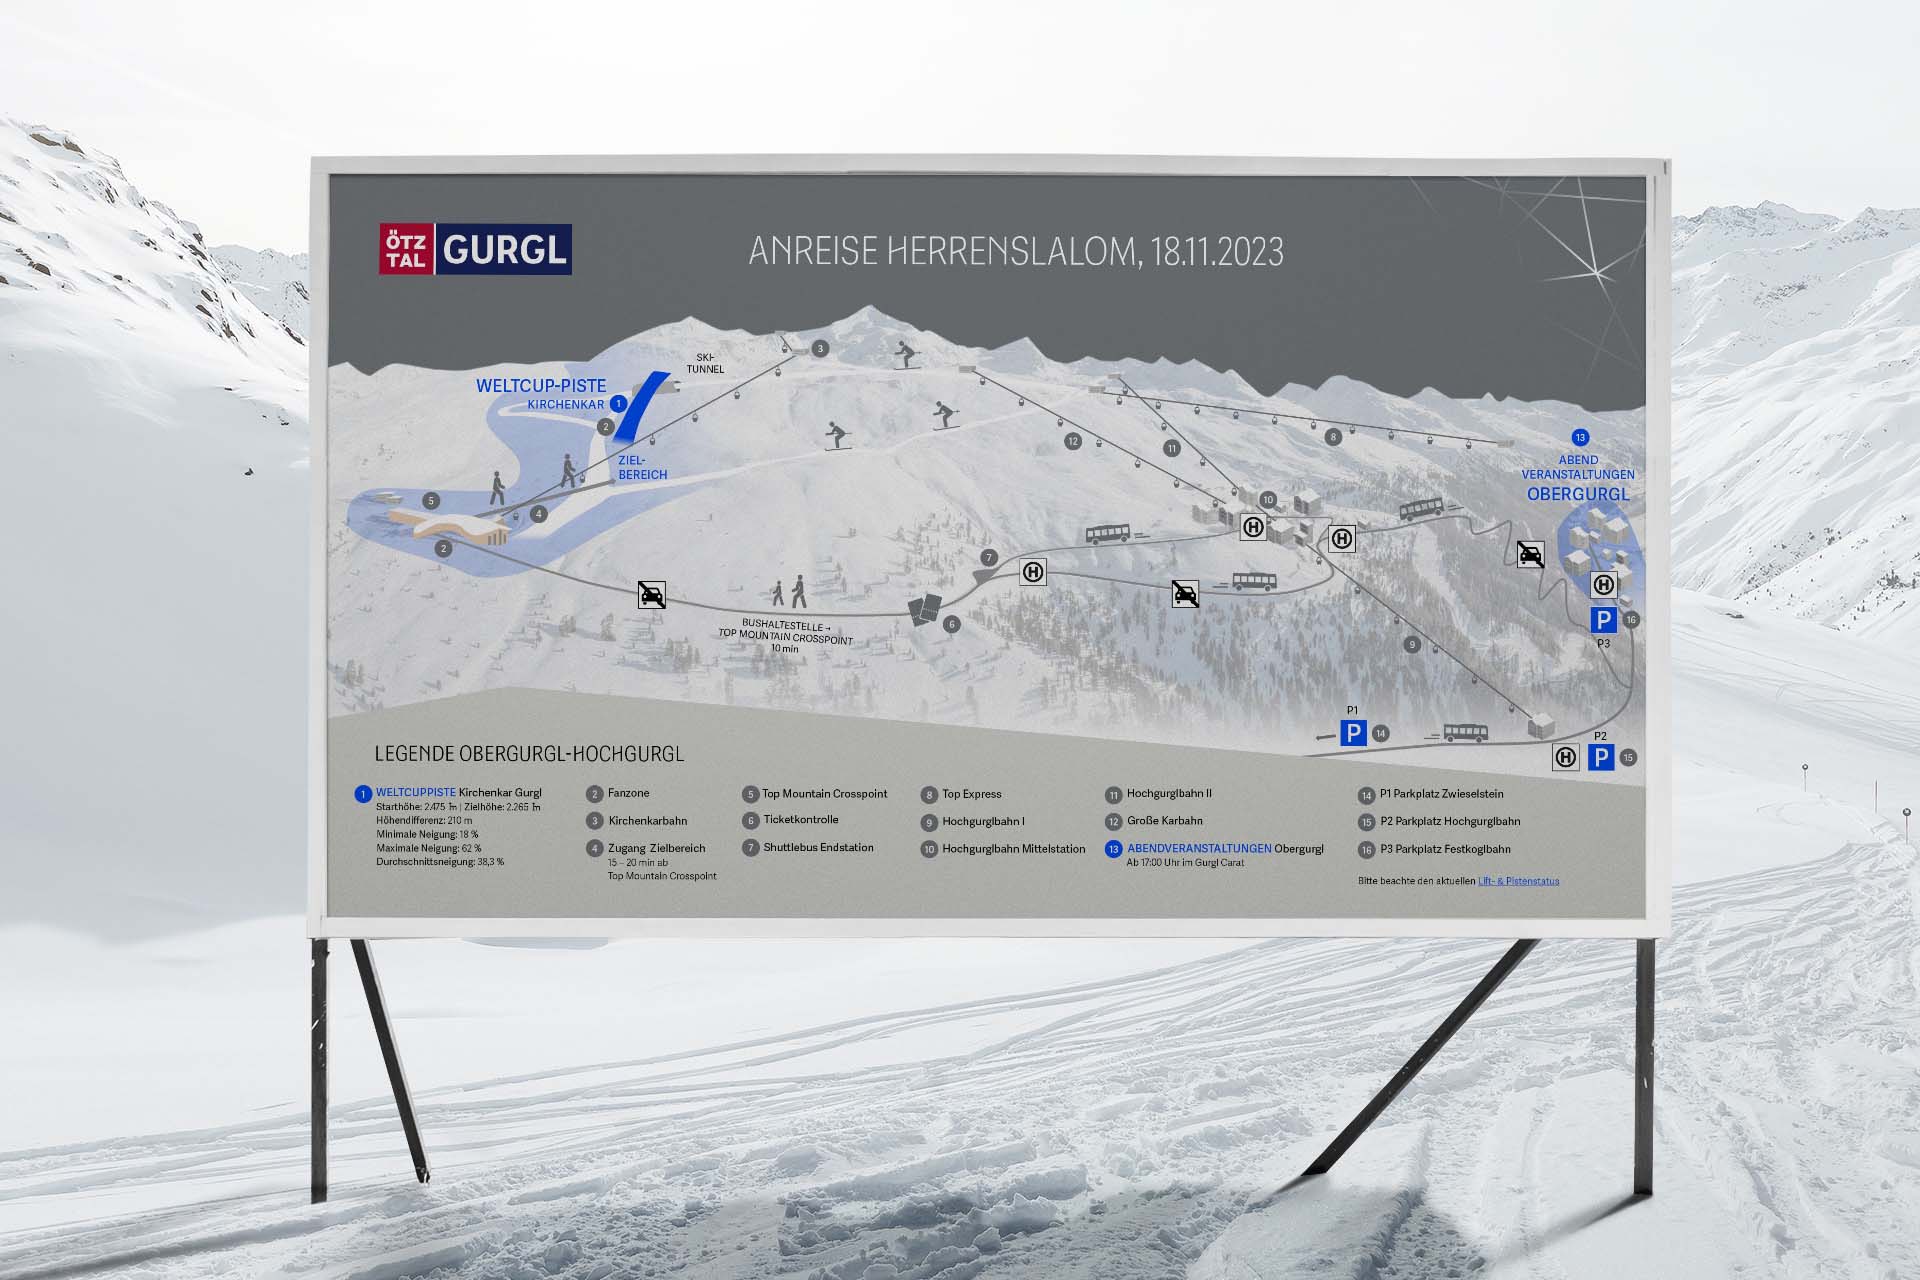 ÖTZ
TAL
GURGL
ANREISE HERRENSLALOM, 18.11.2023
SKI-
TUNNEL
3
WELTCUP-PISTE
KIRCHENKAR 1
2
ZIEL-
BEREICH
5
4
2
12
11
8
13
ABEND
VERANSTALTUNGEN
OBERGURGL
10
H
H
7
H
H
P
16
P3
6
BUSHALTESTELLE →
TOP MOUNTAIN CROSSPOINT
10 min
9
P1
P
14
P2
H
P
15
LEGENDE OBERGURGL-HOCHGURGL
1 WELTCUPPISTE Kirchenkar Gurgl
Starthöhe: 2.475 m | Zielhöhe: 2.265 m
Höhendifferenz: 210 m
Minimale Neigung: 18 %
Maximale Neigung: 62 %
Durchschnittsneigung: 38,3 %
2 Fanzone
3 Kirchenkarbahn
4 Zugang Zielbereich
15 – 20 min ab
Top Mountain Crosspoint
5 Top Mountain Crosspoint
6 Ticketkontrolle
7 Shuttlebus Endstation
8 Top Express
9 Hochgurglbahn I
10 Hochgurglbahn Mittelstation
11 Hochgurglbahn II
12 Große Karbahn
13 ABENDVERANSTALTUNGEN Obergurgl
Ab 17:00 Uhr im Gurgl Carat
14 P1 Parkplatz Zwieselstein
15 P2 Parkplatz Hochgurglbahn
16 P3 Parkplatz Festkoglbahn
Bitte beachte den aktuellen Lift- & Pistenstatus